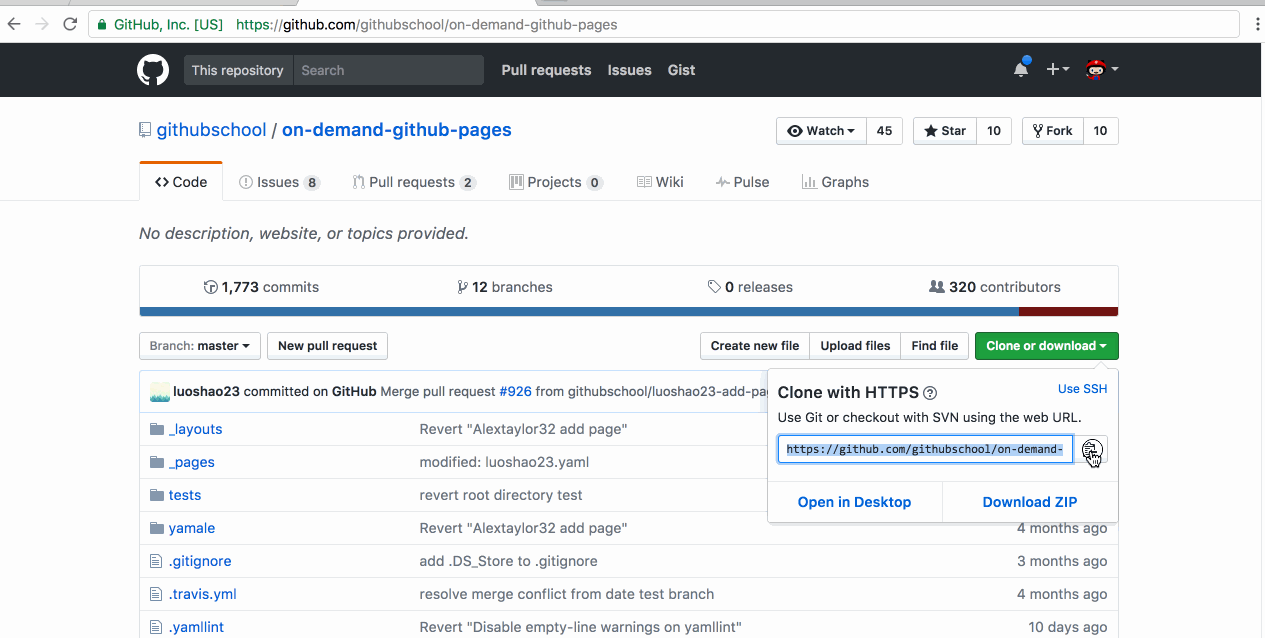 GitHub, Inc. [US] https://github.com/githubschool/on-demand-github-pages
This repository Search Pull requests Issues Gist
githubschool / on-demand-github-pages Watch 45 Star 10 Fork 10
Code Issues 8 Pull requests 2 Projects 0 Wiki Pulse Graphs
No description, website, or topics provided.
1,773 commits 12 branches 0 releases 320 contributors
Branch: master New pull request Create new file Upload files Find file Clone or download
luoshao23 committed on GitHub Merge pull request #926 from githubschool/luoshao23-add-pag
Clone with HTTPS Use SSH
Use Git or checkout with SVN using the web URL.
https://github.com/githubschool/on-demand-
Open in Desktop Download ZIP
_layouts Revert "Alextaylor32 add page"
_pages modified: luoshao23.yaml
tests revert root directory test
yamale Revert "Alextaylor32 add page" 4 months ago
.gitignore add .DS_Store to .gitignore 3 months ago
.travis.yml resolve merge conflict from date test branch 4 months ago
.yamllint Revert "Disable empty-line warnings on yamllint" 10 days ago